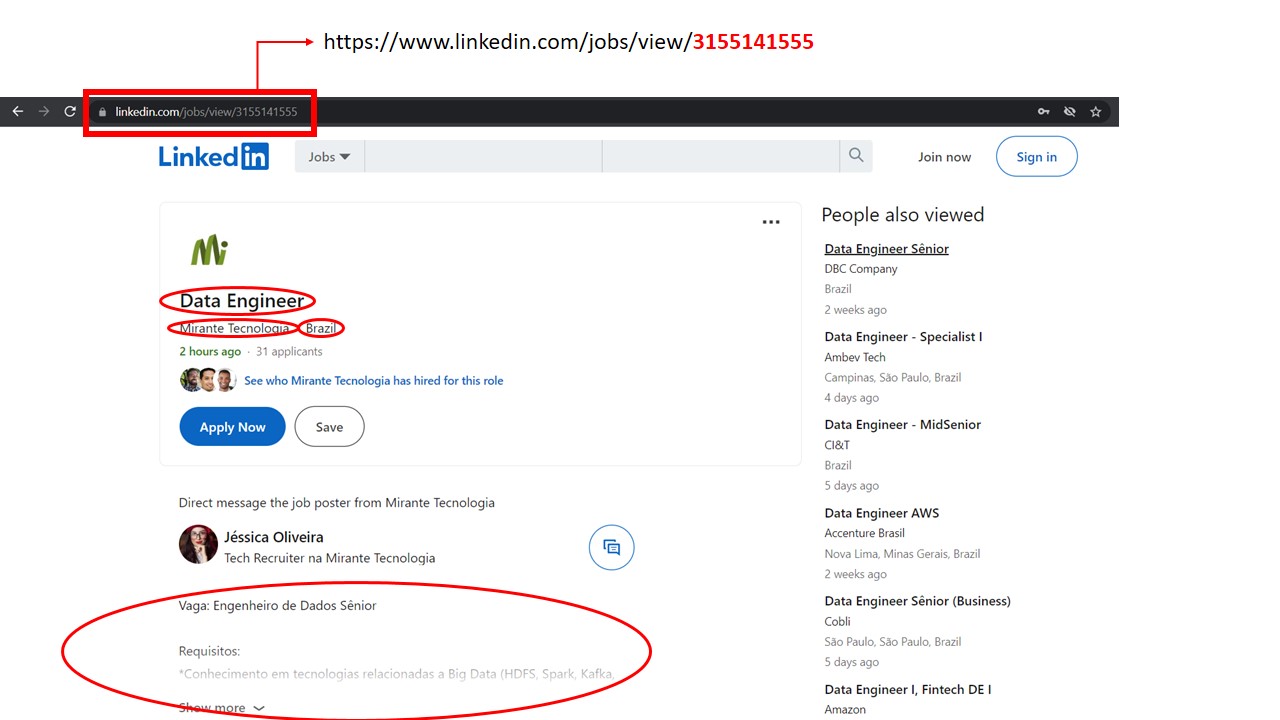 https://www.linkedin.com/jobs/view/3155141555
linkedin.com/jobs/view/3155141555
Linkedin
Jobs
Join now
Sign in
Mi
Data Engineer
Mirante Tecnologia Brazil
2 hours ago · 31 applicants
See who Mirante Tecnologia has hired for this role
Apply Now
Save
Direct message the job poster from Mirante Tecnologia
Jéssica Oliveira
Tech Recruiter na Mirante Tecnologia
Vaga: Engenheiro de Dados Sênior
Requisitos:
*Conhecimento em tecnologias relacionadas a Big Data (HDFS, Spark, Kafka,
Show more
People also viewed
Data Engineer Sênior
DBC Company
Brazil
2 weeks ago
Data Engineer - Specialist I
Ambev Tech
Campinas, São Paulo, Brazil
4 days ago
Data Engineer - MidSenior
CI&T
Brazil
5 days ago
Data Engineer AWS
Accenture Brasil
Nova Lima, Minas Gerais, Brazil
2 weeks ago
Data Engineer Sênior (Business)
Cobli
São Paulo, São Paulo, Brazil
5 days ago
Data Engineer I, Fintech DE I
Amazon